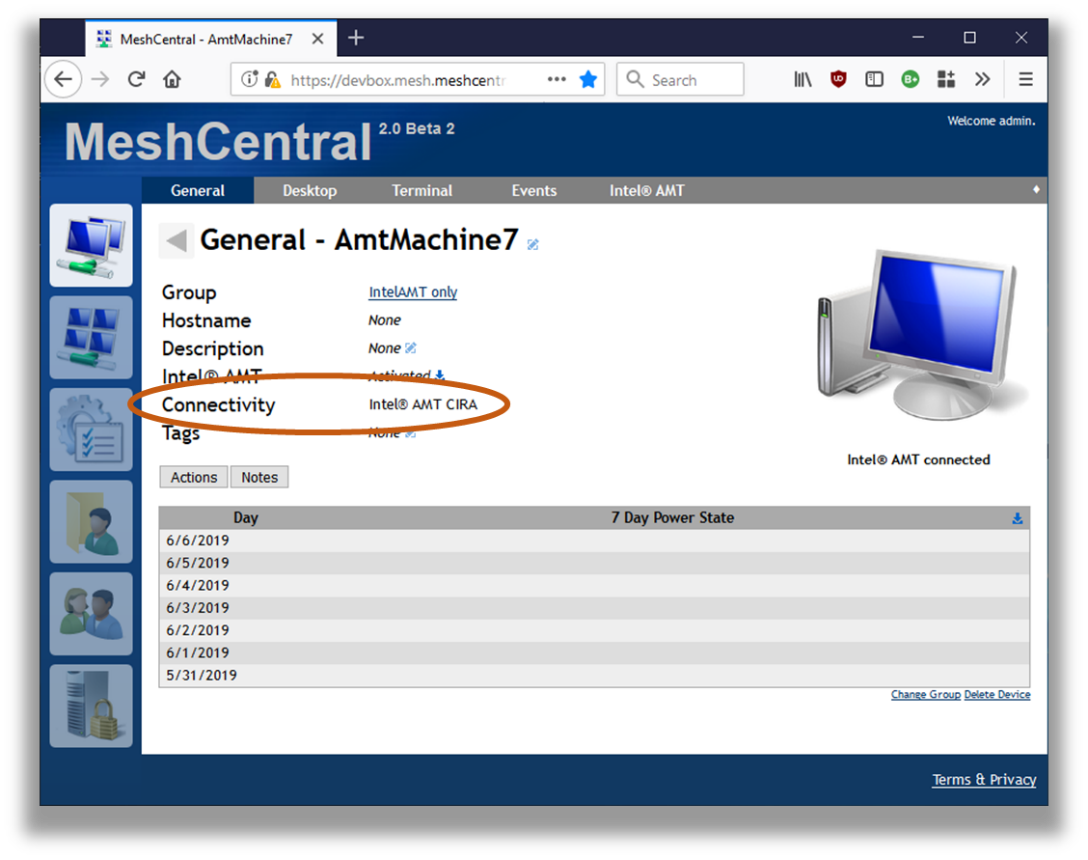 MeshCentral - AmtMachine7
https://devbox.mesh.meshcentr
Search
MeshCentral 2.0 Beta 2
Welcome admin.
General Desktop Terminal Events Intel® AMT
General - AmtMachine7
Group IntelAMT only
Hostname None
Description None
Intel® AMT Activated
Connectivity Intel® AMT CIRA
Tags None
Intel® AMT connected
Actions Notes
Day 7 Day Power State
6/6/2019
6/5/2019
6/4/2019
6/3/2019
6/2/2019
6/1/2019
5/31/2019
Change Group Delete Device
Terms & Privacy